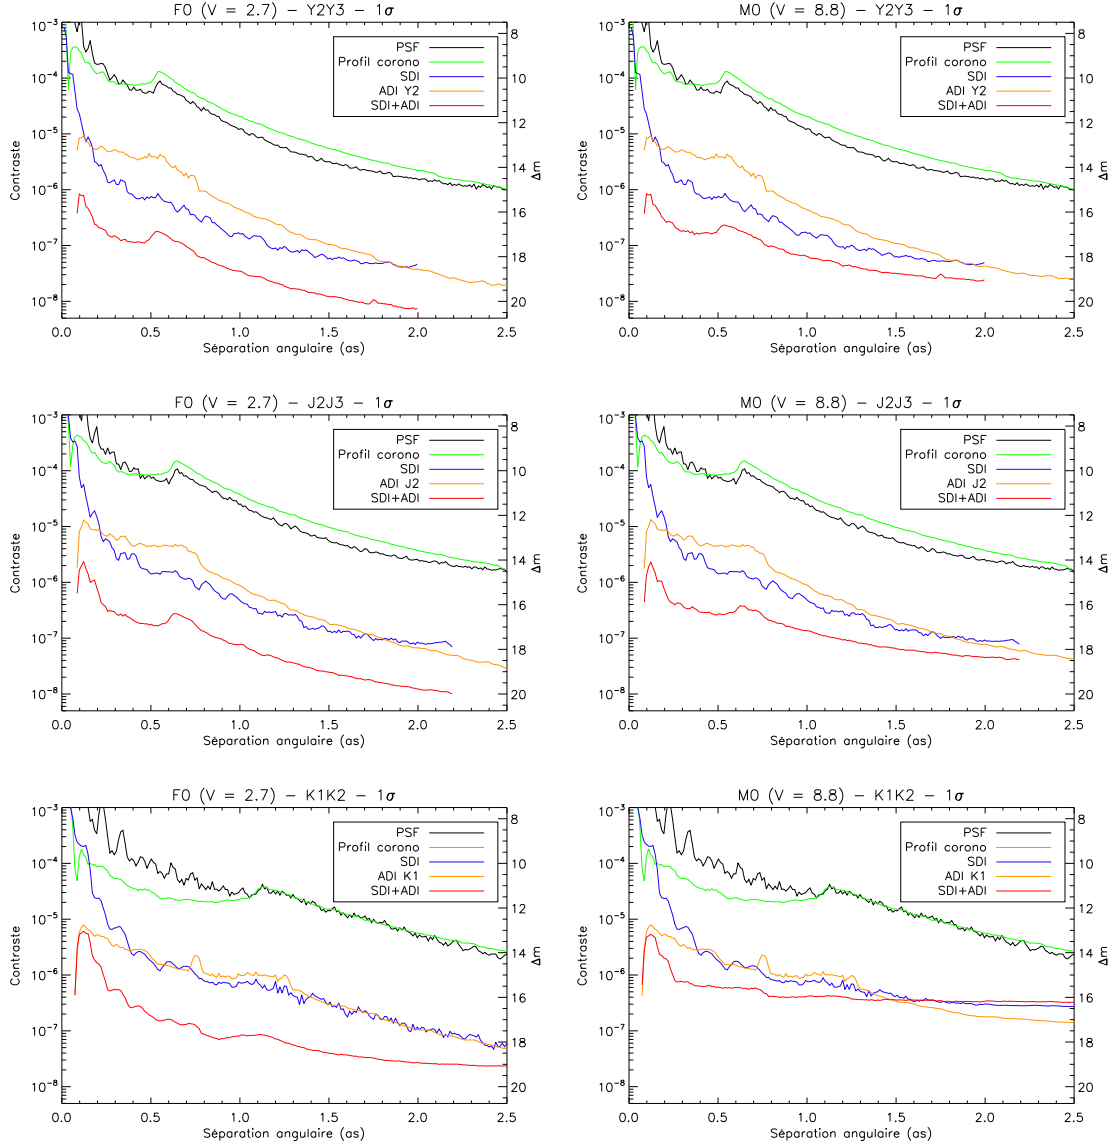 F0 (V = 2.7) – Y2Y3 – 1σ
Contraste
10⁻³
10⁻⁴
10⁻⁵
10⁻⁶
10⁻⁷
10⁻⁸
PSF
Profil corono
SDI
ADI Y2
SDI+ADI
8
10
12
14
16
18
20
Δm
0.0 0.5 1.0 1.5 2.0 2.5
Séparation angulaire (as)
M0 (V = 8.8) – Y2Y3 – 1σ
Contraste
10⁻³
10⁻⁴
10⁻⁵
10⁻⁶
10⁻⁷
10⁻⁸
PSF
Profil corono
SDI
ADI Y2
SDI+ADI
8
10
12
14
16
18
20
Δm
0.0 0.5 1.0 1.5 2.0 2.5
Séparation angulaire (as)
F0 (V = 2.7) – J2J3 – 1σ
Contraste
10⁻³
10⁻⁴
10⁻⁵
10⁻⁶
10⁻⁷
10⁻⁸
PSF
Profil corono
SDI
ADI J2
SDI+ADI
8
10
12
14
16
18
20
Δm
0.0 0.5 1.0 1.5 2.0 2.5
Séparation angulaire (as)
M0 (V = 8.8) – J2J3 – 1σ
Contraste
10⁻³
10⁻⁴
10⁻⁵
10⁻⁶
10⁻⁷
10⁻⁸
PSF
Profil corono
SDI
ADI J2
SDI+ADI
8
10
12
14
16
18
20
Δm
0.0 0.5 1.0 1.5 2.0 2.5
Séparation angulaire (as)
F0 (V = 2.7) – K1K2 – 1σ
Contraste
10⁻³
10⁻⁴
10⁻⁵
10⁻⁶
10⁻⁷
10⁻⁸
PSF
Profil corono
SDI
ADI K1
SDI+ADI
8
10
12
14
16
18
20
Δm
0.0 0.5 1.0 1.5 2.0 2.5
Séparation angulaire (as)
M0 (V = 8.8) – K1K2 – 1σ
Contraste
10⁻³
10⁻⁴
10⁻⁵
10⁻⁶
10⁻⁷
10⁻⁸
PSF
Profil corono
SDI
ADI K1
SDI+ADI
8
10
12
14
16
18
20
Δm
0.0 0.5 1.0 1.5 2.0 2.5
Séparation angulaire (as)